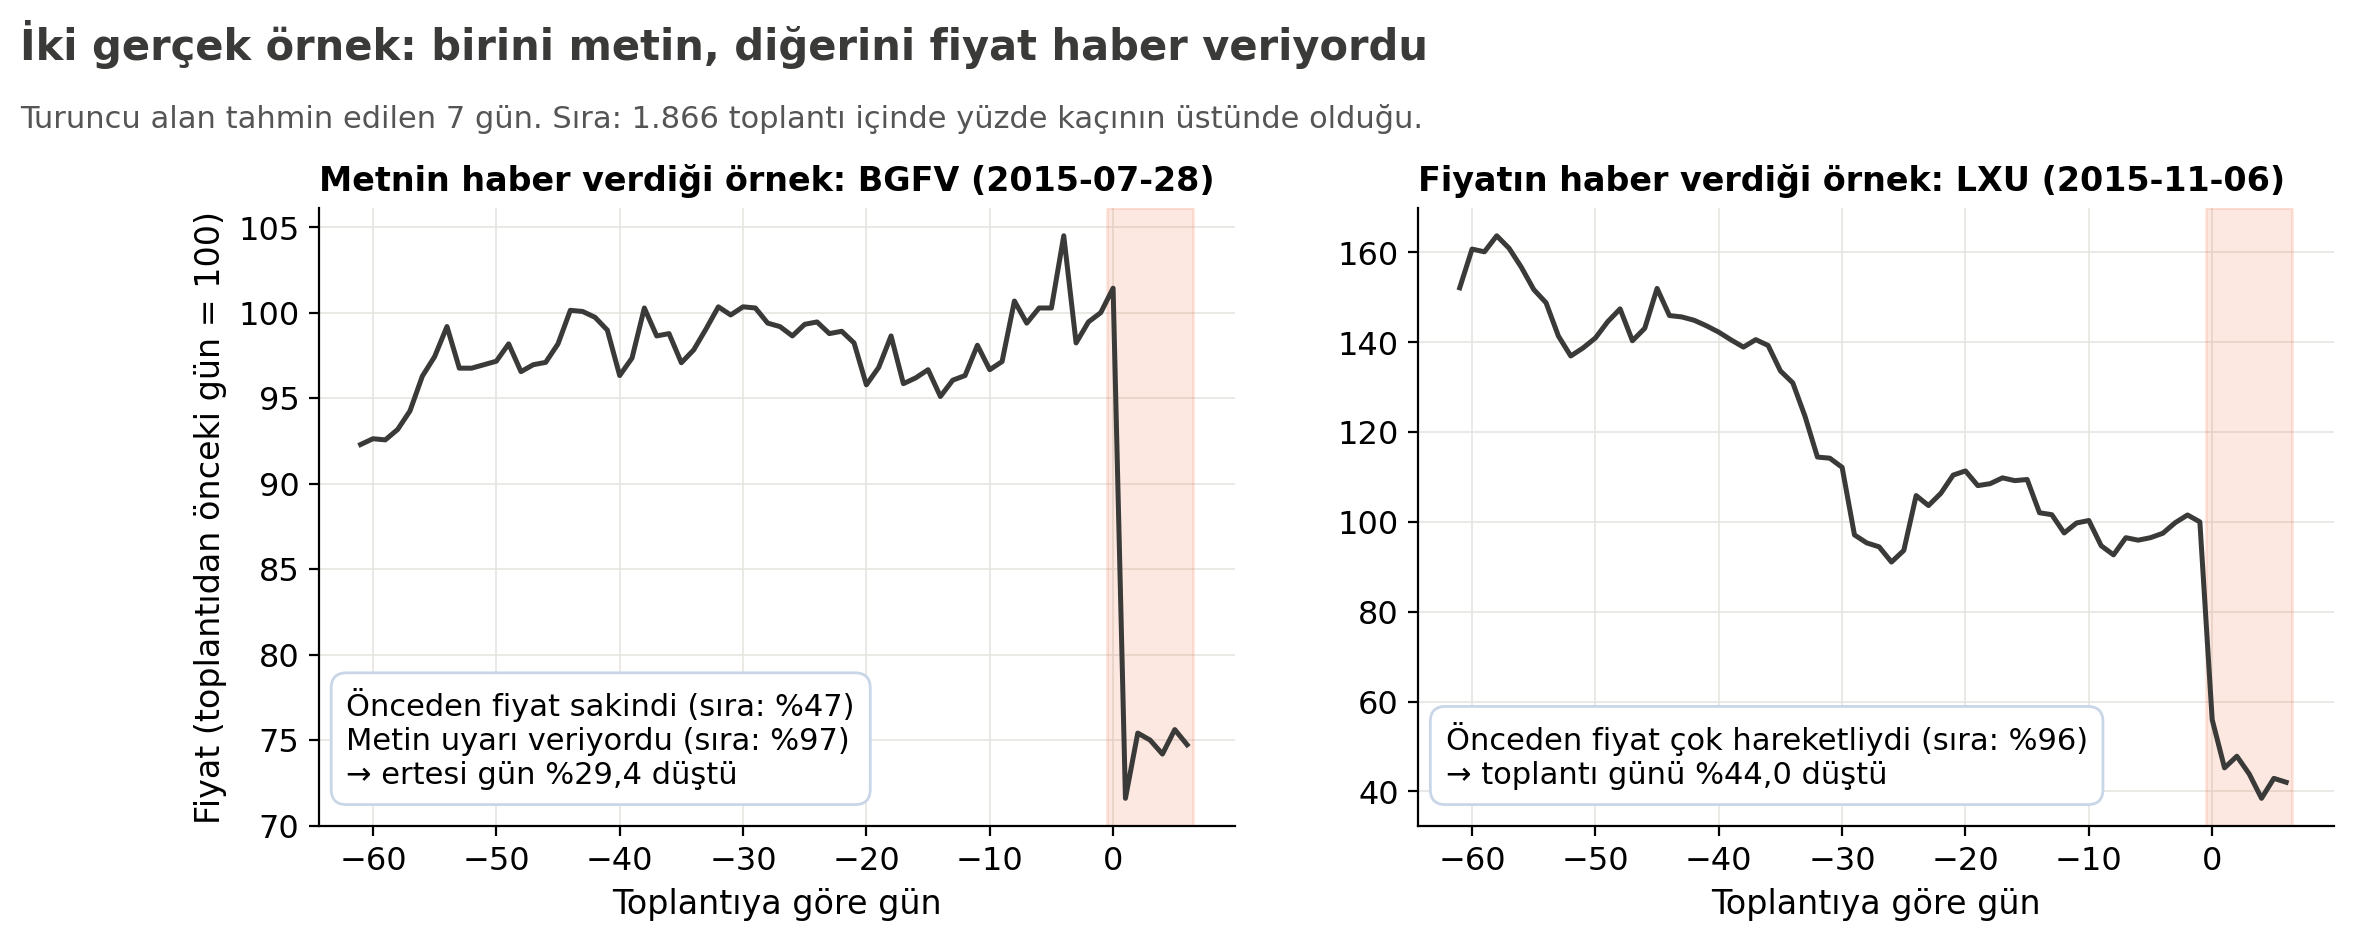 İki gerçek örnek: birini metin, diğerini fiyat haber veriyordu
Turuncu alan tahmin edilen 7 gün. Sıra: 1.866 toplantı içinde yüzde kaçının üstünde olduğu.
Metnin haber verdiği örnek: BGFV (2015-07-28)
Fiyat (toplantıdan önceki gün = 100)
105
100
95
90
85
80
75
70
Önceden fiyat sakindi (sıra: %47)
Metin uyarı veriyordu (sıra: %97)
→ ertesi gün %29,4 düştü
−60 −50 −40 −30 −20 −10 0
Toplantıya göre gün
Fiyatın haber verdiği örnek: LXU (2015-11-06)
160
140
120
100
80
60
40
Önceden fiyat çok hareketliydi (sıra: %96)
→ toplantı günü %44,0 düştü
−60 −50 −40 −30 −20 −10 0
Toplantıya göre gün